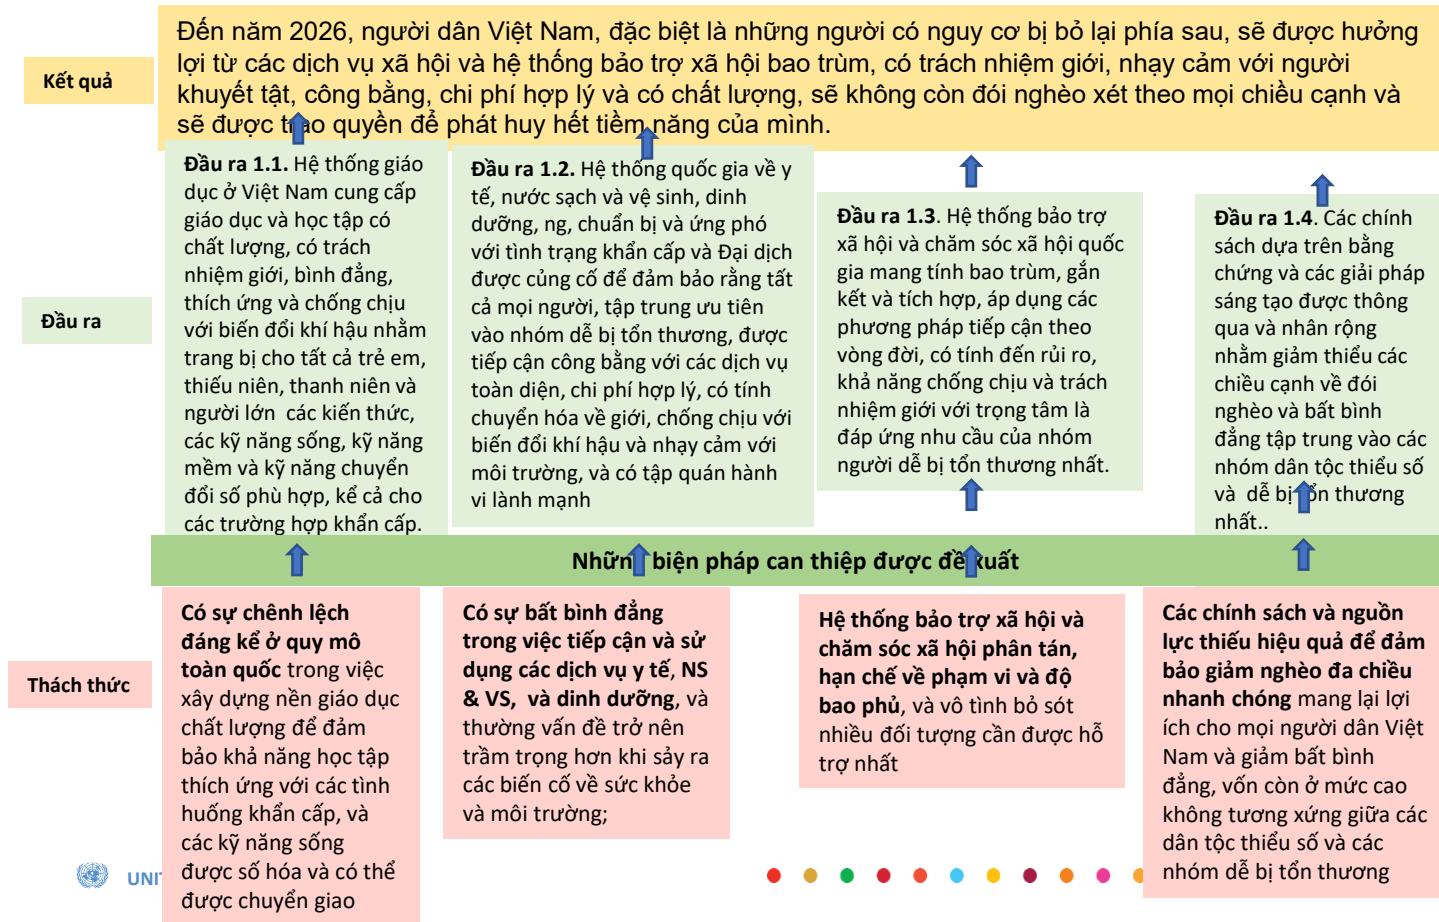 Kết quả
Đến năm 2026, người dân Việt Nam, đặc biệt là những người có nguy cơ bị bỏ lại phía sau, sẽ được hưởng
lợi từ các dịch vụ xã hội và hệ thống bảo trợ xã hội bao trùm, có trách nhiệm giới, nhạy cảm với người
khuyết tật, công bằng, chi phí hợp lý và có chất lượng, sẽ không còn đói nghèo xét theo mọi chiều cạnh và
sẽ được trao quyền để phát huy hết tiềm năng của mình.
Đầu ra
Đầu ra 1.1. Hệ thống giáo
dục ở Việt Nam cung cấp
giáo dục và học tập có
chất lượng, có trách
nhiệm giới, bình đẳng,
thích ứng và chống chịu
với biến đổi khí hậu nhằm
trang bị cho tất cả trẻ em,
thiếu niên, thanh niên và
người lớn các kiến thức,
các kỹ năng sống, kỹ năng
mềm và kỹ năng chuyển
đổi số phù hợp, kể cả cho
các trường hợp khẩn cấp.
Đầu ra 1.2. Hệ thống quốc gia về y
tế, nước sạch và vệ sinh, dinh
dưỡng, ng, chuẩn bị và ứng phó
với tình trạng khẩn cấp và Đại dịch
được củng cố để đảm bảo rằng tất
cả mọi người, tập trung ưu tiên
vào nhóm dễ bị tổn thương, được
tiếp cận công bằng với các dịch vụ
toàn diện, chi phí hợp lý, có tính
chuyển hóa về giới, chống chịu với
biến đổi khí hậu và nhạy cảm với
môi trường, và có tập quán hành
vi lành mạnh
Đầu ra 1.3. Hệ thống bảo trợ
xã hội và chăm sóc xã hội quốc
gia mang tính bao trùm, gắn
kết và tích hợp, áp dụng các
phương pháp tiếp cận theo
vòng đời, có tính đến rủi ro,
khả năng chống chịu và trách
nhiệm giới với trọng tâm là
đáp ứng nhu cầu của nhóm
người dễ bị tổn thương nhất.
Đầu ra 1.4. Các chính
sách dựa trên bằng
chứng và các giải pháp
sáng tạo được thông
qua và nhân rộng
nhằm giảm thiểu các
chiều cạnh về đói
nghèo và bất bình
đẳng tập trung vào các
nhóm dân tộc thiểu số
và dễ bị tổn thương
nhất..
Những biện pháp can thiệp được đề xuất
Thách thức
Có sự chênh lệch
đáng kể ở quy mô
toàn quốc trong việc
xây dựng nền giáo dục
chất lượng để đảm
bảo khả năng học tập
thích ứng với các tình
huống khẩn cấp, và
các kỹ năng sống
được số hóa và có thể
được chuyển giao
Có sự bất bình đẳng
trong việc tiếp cận và sử
dụng các dịch vụ y tế, NS
& VS, và dinh dưỡng, và
thường vấn đề trở nên
trầm trọng hơn khi sảy ra
các biến cố về sức khỏe
và môi trường;
Hệ thống bảo trợ xã hội và
chăm sóc xã hội phân tán,
hạn chế về phạm vi và độ
bao phủ, và vô tình bỏ sót
nhiều đối tượng cần được hỗ
trợ nhất
Các chính sách và nguồn
lực thiếu hiệu quả để đảm
bảo giảm nghèo đa chiều
nhanh chóng mang lại lợi
ích cho mọi người dân Việt
Nam và giảm bất bình
đẳng, vốn còn ở mức cao
không tương xứng giữa các
dân tộc thiểu số và các
nhóm dễ bị tổn thương
UNI